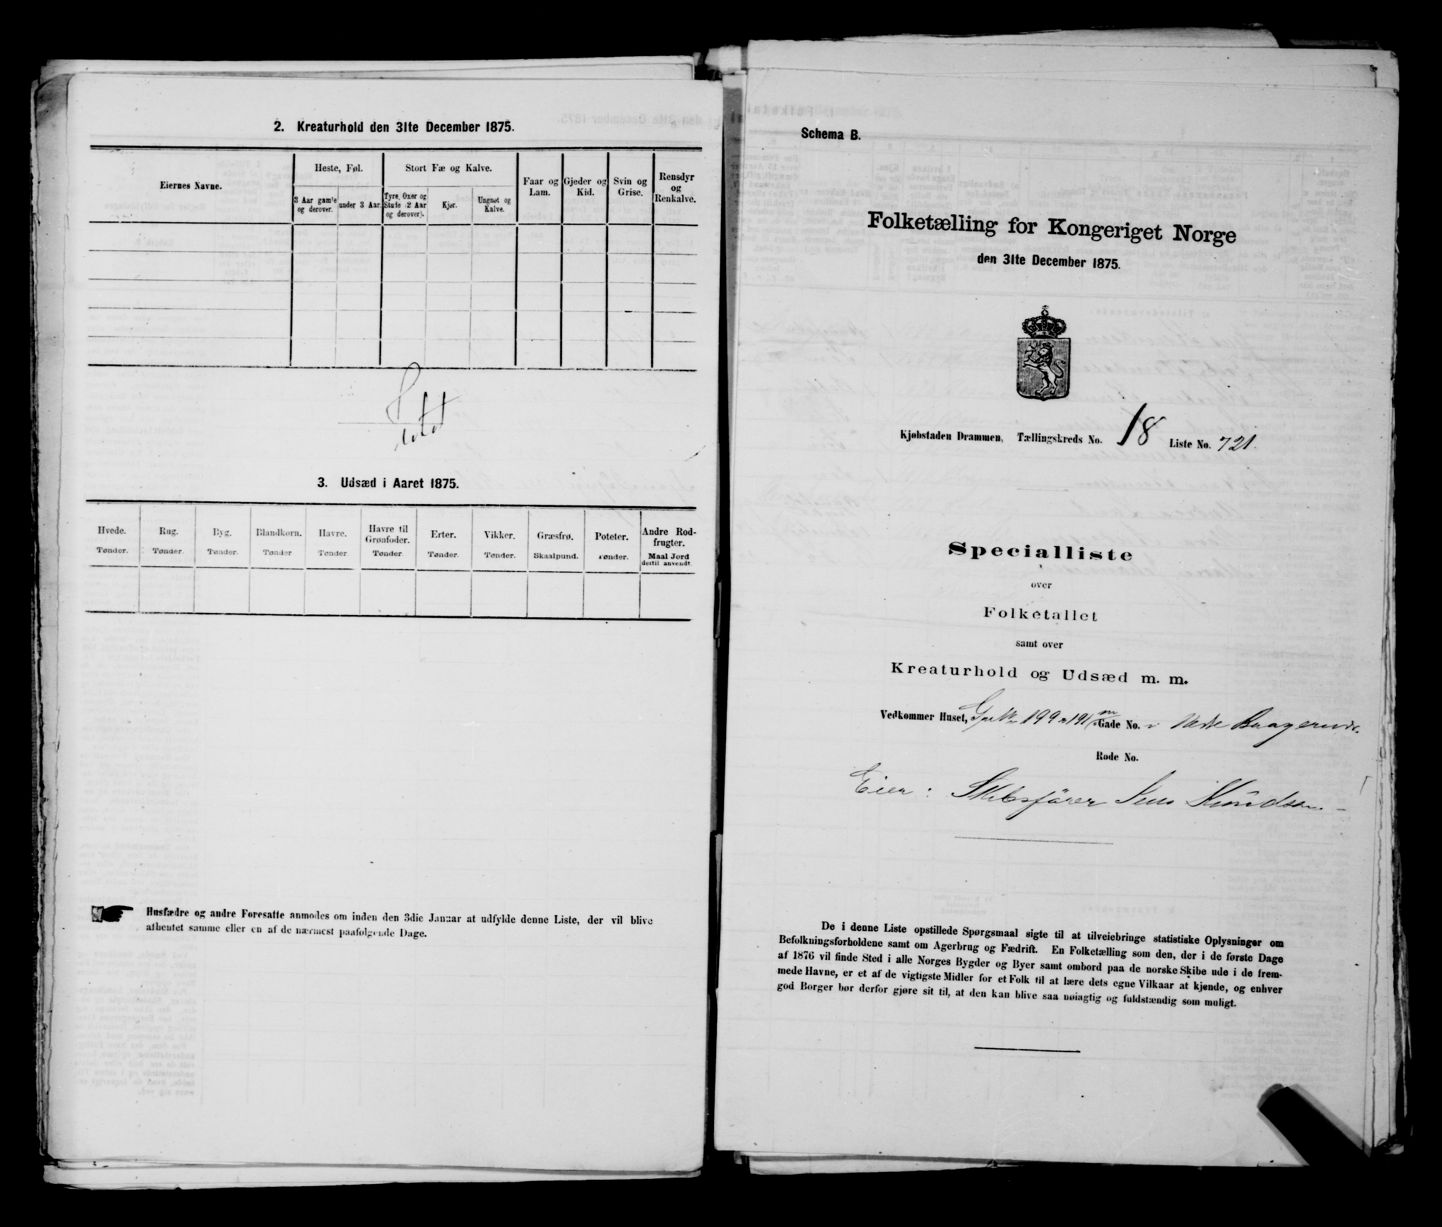 2. Kreaturhold den 31te December 1875.
Eiernes Navne.
Heste, Føl.
Stort Fæ og Kalve.
Faar og Lam.
Gjeder og Kid.
Svin og Grise.
Rensdyr og Renkalve.
3 Aar gamle og derover.
under 3 Aar.
Tyre, Oxer og Stude (2 Aar og derover).
Kjør.
Ungnøt og Kalve.
3. Udsæd i Aaret 1875.
Hvede. Rug. Byg. Blandkorn. Havre. Havre til Grønfoder. Erter. Vikker. Græsfrø. Poteter. Andre Rodfrugter.
Tønder. Tønder. Tønder. Tønder Tønder Tønder. Tønder. Tønder. Skaalpund. Tønder. Maal Jord dertil anvendt.
Husfædre og andre Foresatte anmodes om inden den 3die Januar at udfylde denne Liste, der vil blive
afhentet samme eller en af de nærmest paafølgende Dage.
Schema B.
Folketælling for Kongeriget Norge
den 31te December 1875.
Kjøbstaden Drammen, Tællingskreds No. 18 Liste No. 721.
Specialliste
over
Folketallet
samt over
Kreaturhold og Udsæd m. m.
Vedkommer Huset, 199 Gade No.
Rode No.
Eier: Skibsfører Jens Knudsen
De i denne Liste opstillede Spørgsmaal sigte til at tilveiebringe statistiske Oplysninger om
Befolkningsforholdene samt om Agerbrug og Fædrift. En Folketælling som den, der i de første Dage
af 1876 vil finde Sted i alle Norges Bygder og Byer samt ombord paa de norske Skibe ude i de frem-
mede Havne, er et af de vigtigste Midler for et Folk til at lære dets egne Vilkaar at kjende, og enhver
god Borger bør derfor gjøre sit til, at den kan blive saa nøiagtig og fuldstændig som muligt.